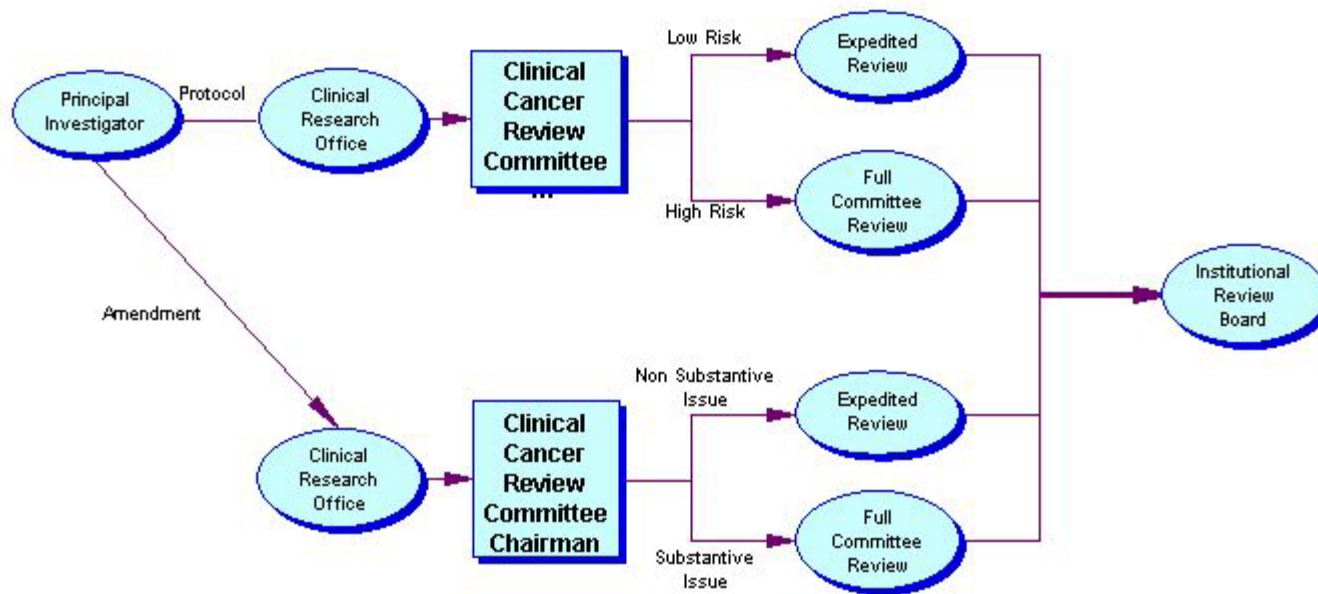 Principal
Investigator
Protocol
Clinical
Research
Office
Clinical
Cancer
Review
Committee
...
Low Risk
Expedited
Review
High Risk
Full
Committee
Review
Institutional
Review
Board
Amendment
Clinical
Research
Office
Clinical
Cancer
Review
Committee
Chairman
Non Substantive
Issue
Expedited
Review
Substantive
Issue
Full
Committee
Review